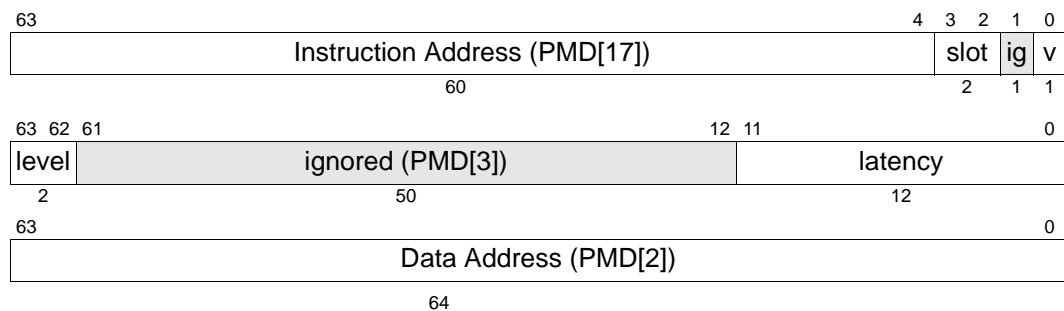 63 4 3 2 1 0
Instruction Address (PMD[17]) slot ig v
60 2 1 1
63 62 61 12 11 0
level ignored (PMD[3]) latency
2 50 12
63 0
Data Address (PMD[2])
64